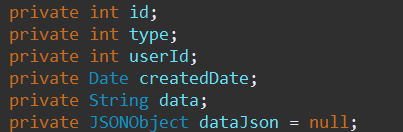 private int id;
private int type;
private int userId;
private Date createdDate;
private String data;
private JSONObject dataJson = null;